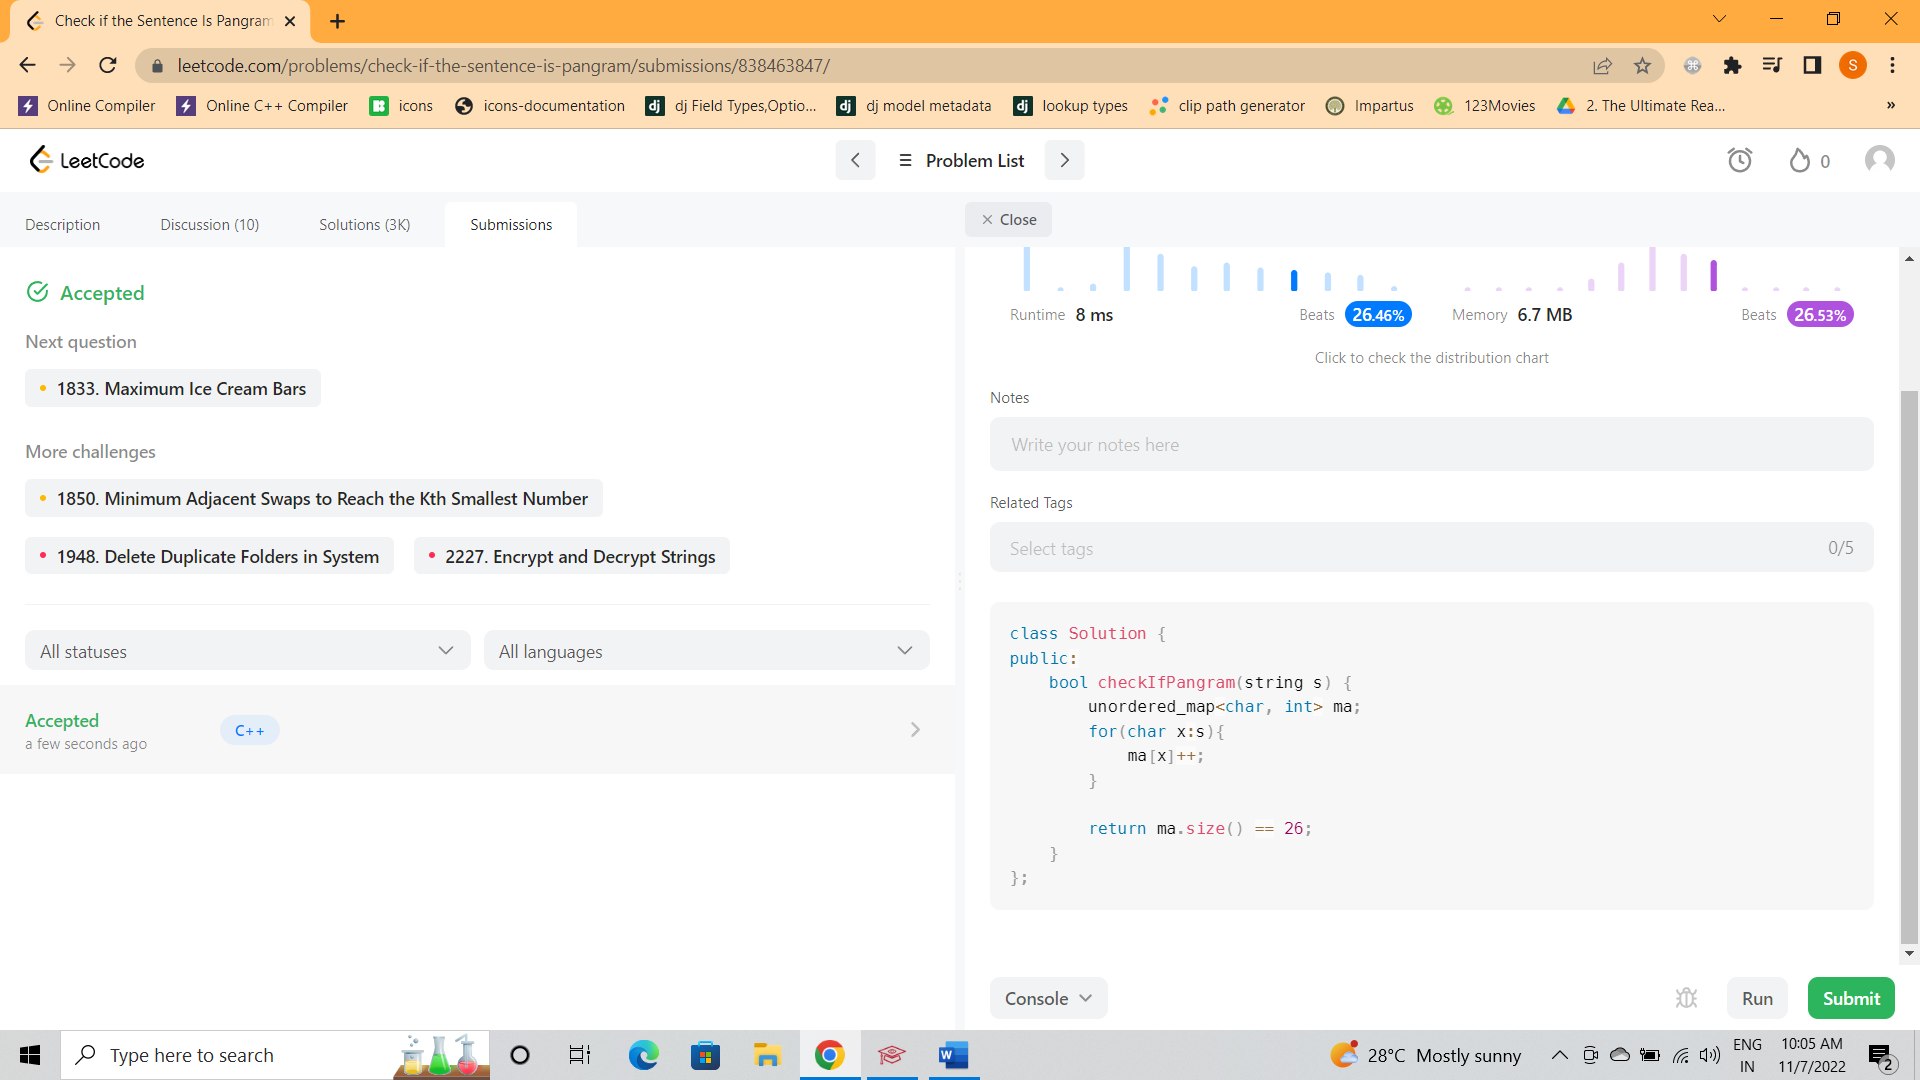 Check if the Sentence Is Pangram
leetcode.com/problems/check-if-the-sentence-is-pangram/submissions/838463847/
S
Online Compiler Online C++ Compiler icons icons-documentation dj dj Field Types,Optio... dj dj model metadata dj lookup types clip path generator Impartus 123Movies 2. The Ultimate Rea... »
LeetCode Problem List 0
Description Discussion (10) Solutions (3K) Submissions
Close
Accepted
Next question
1833. Maximum Ice Cream Bars
More challenges
1850. Minimum Adjacent Swaps to Reach the Kth Smallest Number
1948. Delete Duplicate Folders in System 2227. Encrypt and Decrypt Strings
All statuses All languages
Accepted
a few seconds ago
C++
Runtime 8 ms Beats 26.46% Memory 6.7 MB Beats 26.53%
Click to check the distribution chart
Notes
Write your notes here
Related Tags
Select tags 0/5
class Solution {
public:
    bool checkIfPangram(string s) {
        unordered_map<char, int> ma;
        for(char x:s){
            ma[x]++;
        }
        return ma.size() == 26;
    }
};
Console Run Submit
Type here to search
W
28°C Mostly sunny
ENG
IN
10:05 AM
11/7/2022
2